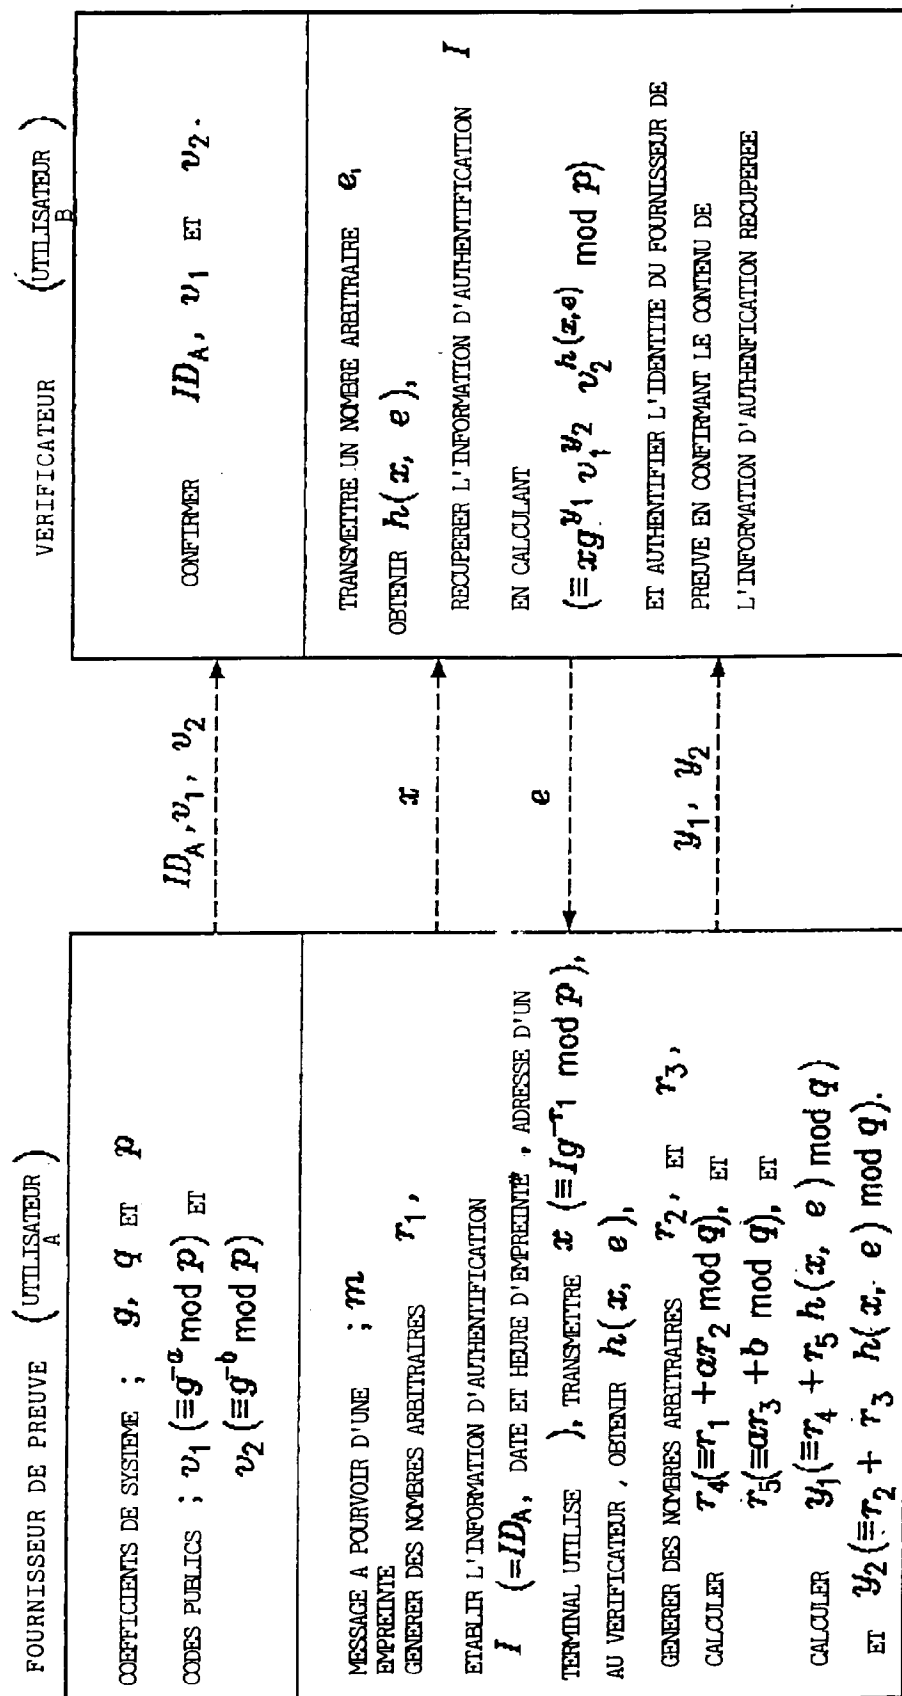 FOURNISSEUR DE PREUVE (UTILISATEUR A)
COEFFICIENTS DE SYSTEME ; g, q ET p
CODES PUBLICS ; v₁ (≡g⁻ᵃ mod p) ET
v₂ (≡g⁻ᵇ mod p)
MESSAGE A POURVOIR D'UNE EMPREINTE ; m
GENERER DES NOMBRES ARBITRAIRES r₁,
ETABLIR L'INFORMATION D'AUTHENTIFICATION
I (=ID_A, DATE ET HEURE D'EMPREINTE, ADRESSE D'UN
TERMINAL UTILISE ), TRANSMETTRE x (≡Ig^{-r₁} mod p),
AU VERIFICATEUR, OBTENIR h(x, e),
GENERER DES NOMBRES ARBITRAIRES r₂, ET r₃,
CALCULER r₄(≡r₁ +ar₂ mod q), ET
r₅(≡ar₃ + b mod q), ET
CALCULER y₁(≡r₄ + r₅ h(x, e) mod q)
ET y₂(≡r₂ + r₃ h(x, e) mod q).
ID_A, v₁, v₂
x
e
y₁, y₂
VERIFICATEUR (UTILISATEUR B)
CONFIRMER ID_A, v₁ ET v₂.
TRANSMETTRE UN NOMBRE ARBITRAIRE e,
OBTENIR h(x, e),
RECUPERER L'INFORMATION D'AUTHENTIFICATION I
EN CALCULANT
(≡xg^{y₁} v₁^{y₂} v₂^{h(x,e)} mod p)
ET AUTHENTIFIER L'IDENTITE DU FOURNISSEUR DE
PREUVE EN CONFIRMANT LE CONTENU DE
L'INFORMATION D'AUTHENFICATION RECUPEREE